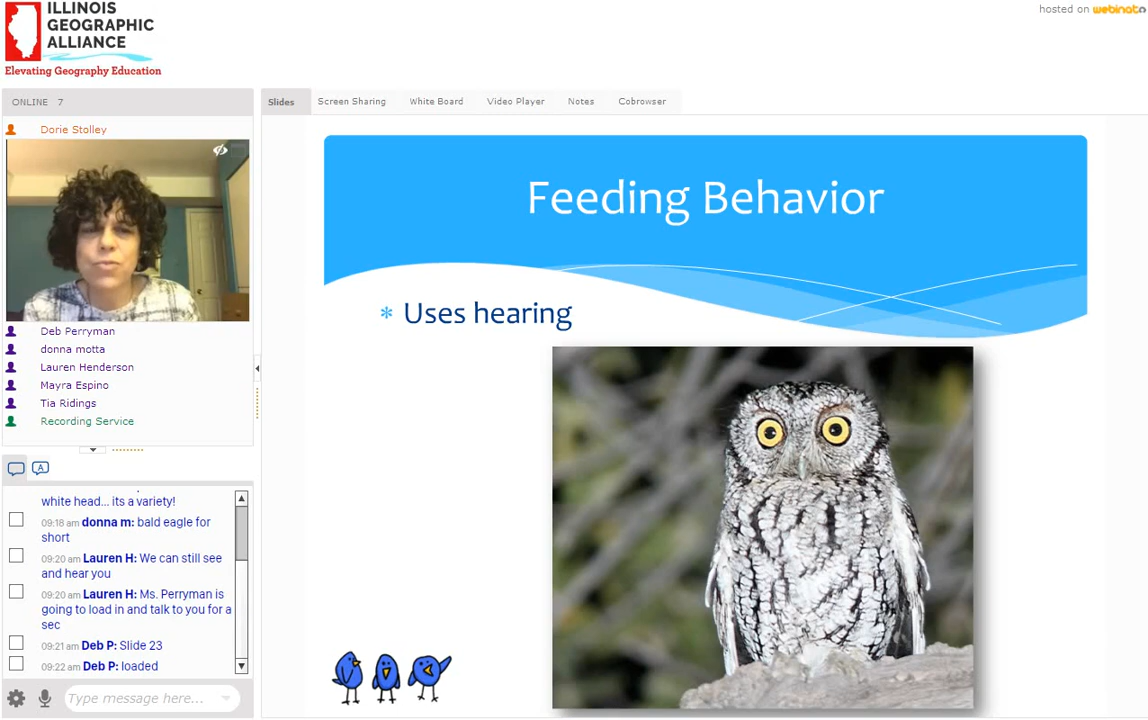 ILLINOIS
GEOGRAPHIC
ALLIANCE
Elevating Geography Education
hosted on webinato
ONLINE 7
Dorie Stolley
Deb Perryman
donna motta
Lauren Henderson
Mayra Espino
Tia Ridings
Recording Service
A
white head... its a variety!
09:18 am donna m: bald eagle for
short
09:20 am Lauren H: We can still see
and hear you
09:20 am Lauren H: Ms. Perryman is
going to load in and talk to you for a
sec
09:21 am Deb P: Slide 23
09:22 am Deb P: loaded
Type message here...
Slides Screen Sharing White Board Video Player Notes Cobrowser
Feeding Behavior
* Uses hearing